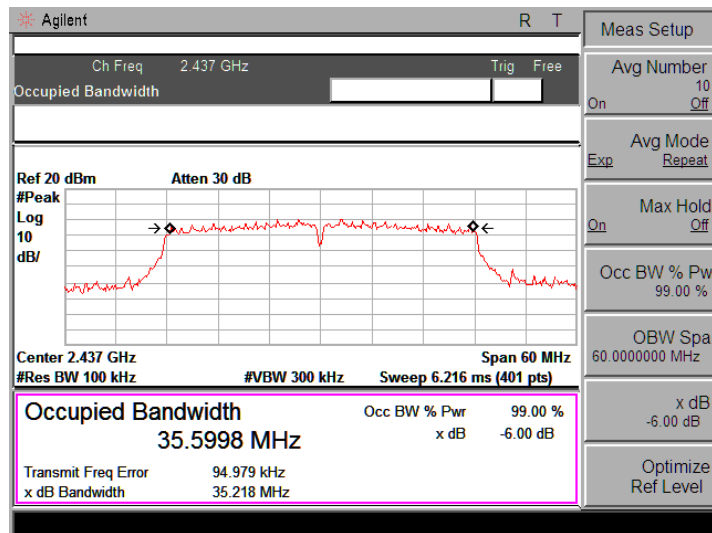 Agilent R T
Ch Freq 2.437 GHz Trig Free
Occupied Bandwidth
Ref 20 dBm Atten 30 dB
#Peak
Log
10
dB/
Center 2.437 GHz Span 60 MHz
#Res BW 100 kHz #VBW 300 kHz Sweep 6.216 ms (401 pts)
Occupied Bandwidth Occ BW % Pwr 99.00 %
35.5998 MHz x dB -6.00 dB
Transmit Freq Error 94.979 kHz
x dB Bandwidth 35.218 MHz
Meas Setup
Avg Number
10
On Off
Avg Mode
Exp Repeat
Max Hold
On Off
Occ BW % Pw
99.00 %
OBW Spa
60.0000000 MHz
x dB
-6.00 dB
Optimize
Ref Level